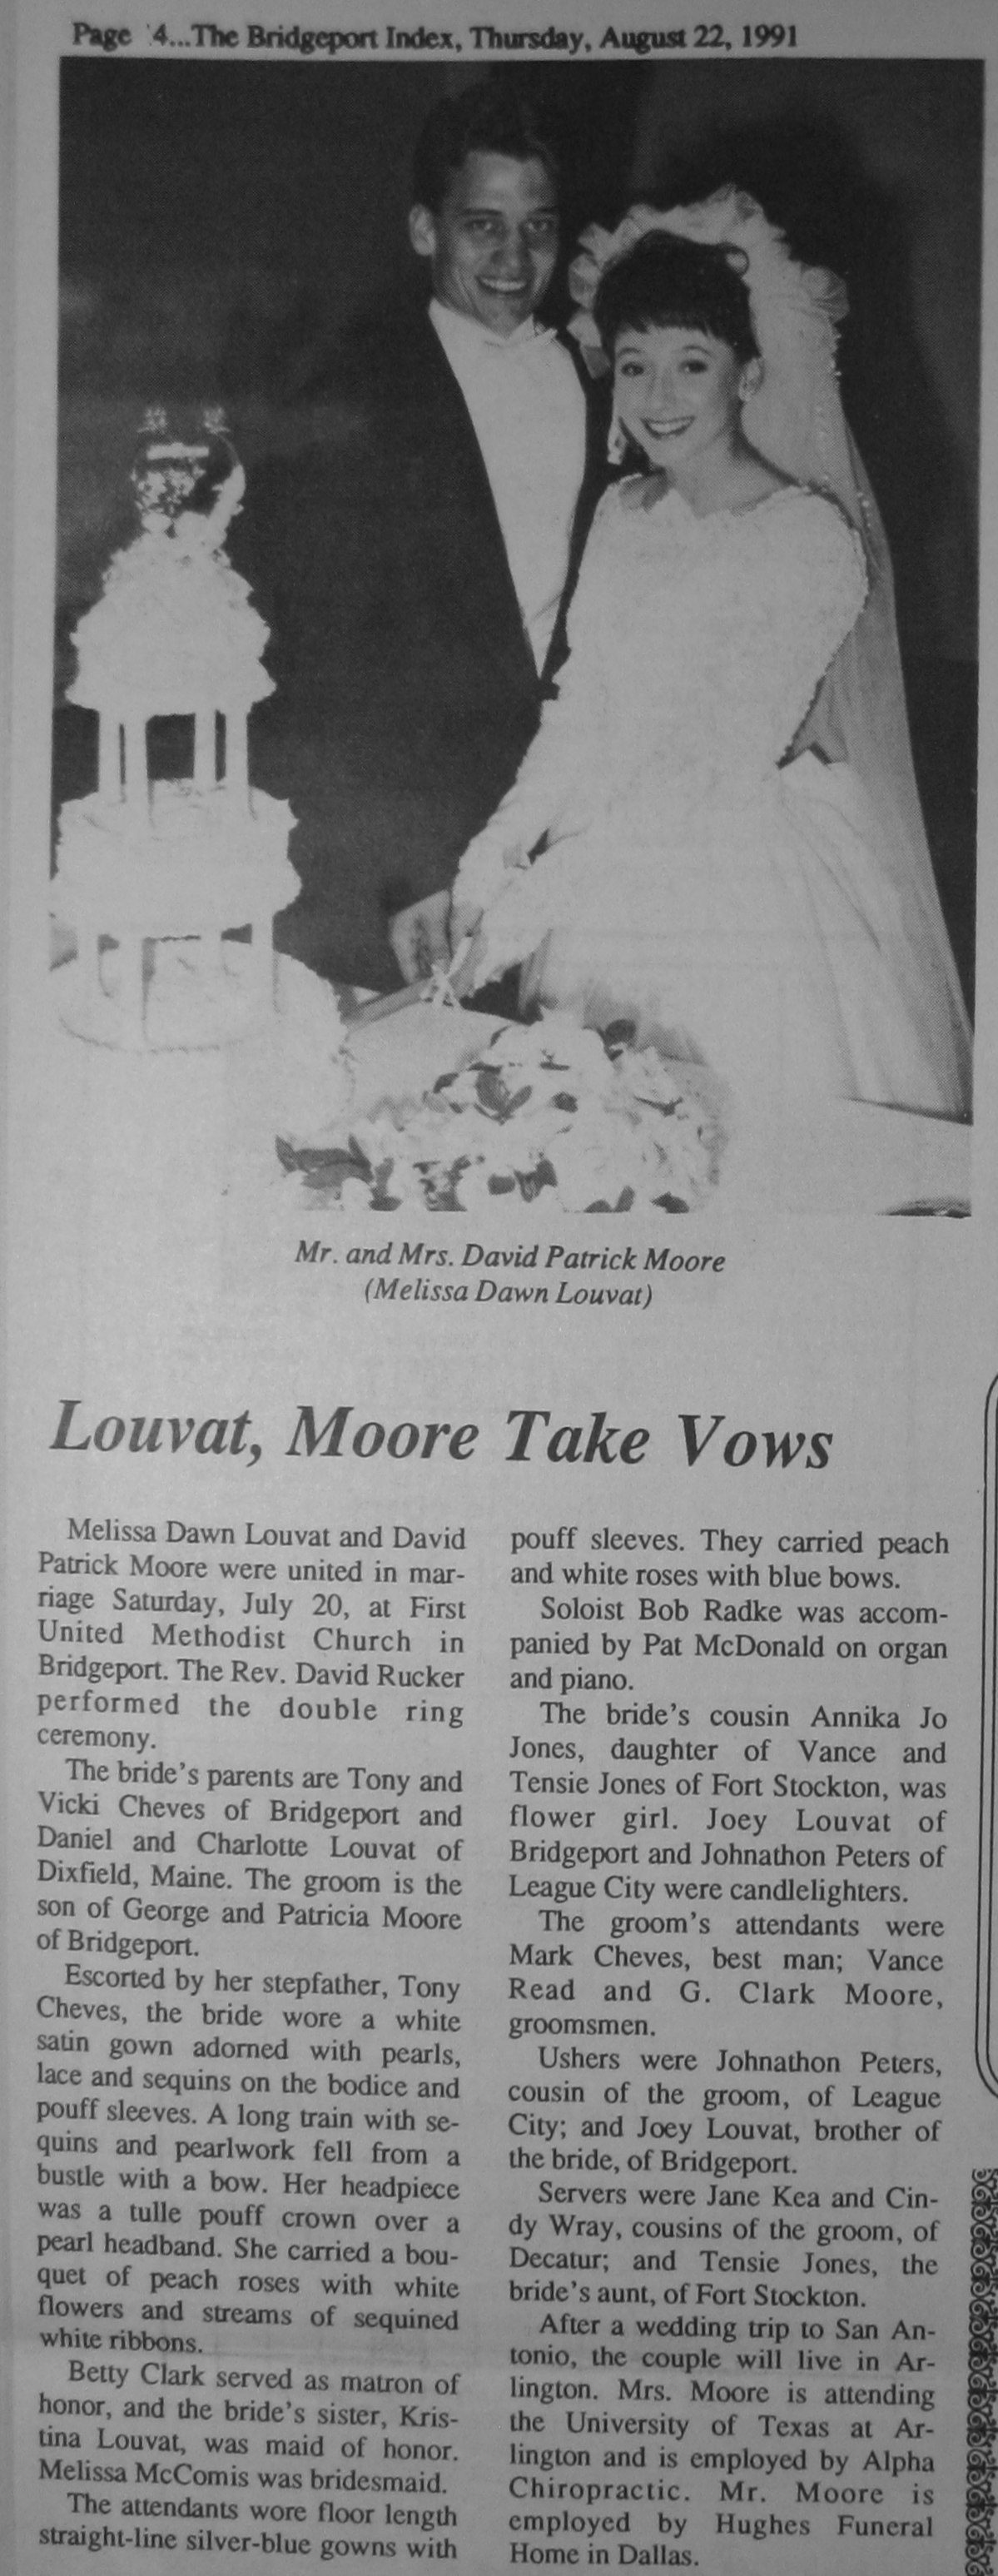 Page 4...The Bridgeport Index, Thursday, August 22, 1991
Mr. and Mrs. David Patrick Moore
(Melissa Dawn Louvat)
Louvat, Moore Take Vows
Melissa Dawn Louvat and David
Patrick Moore were united in mar-
riage Saturday, July 20, at First
United Methodist Church in
Bridgeport. The Rev. David Rucker
performed the double ring
ceremony.
The bride's parents are Tony and
Vicki Cheves of Bridgeport and
Daniel and Charlotte Louvat of
Dixfield, Maine. The groom is the
son of George and Patricia Moore
of Bridgeport.
Escorted by her stepfather, Tony
Cheves, the bride wore a white
satin gown adorned with pearls,
lace and sequins on the bodice and
pouff sleeves. A long train with se-
quins and pearlwork fell from a
bustle with a bow. Her headpiece
was a tulle pouff crown over a
pearl headband. She carried a bou-
quet of peach roses with white
flowers and streams of sequined
white ribbons.
Betty Clark served as matron of
honor, and the bride's sister, Kris-
tina Louvat, was maid of honor.
Melissa McComis was bridesmaid.
The attendants wore floor length
straight-line silver-blue gowns with
pouff sleeves. They carried peach
and white roses with blue bows.
Soloist Bob Radke was accom-
panied by Pat McDonald on organ
and piano.
The bride's cousin Annika Jo
Jones, daughter of Vance and
Tensie Jones of Fort Stockton, was
flower girl. Joey Louvat of
Bridgeport and Johnathon Peters of
League City were candlelighters.
The groom's attendants were
Mark Cheves, best man; Vance
Read and G. Clark Moore,
groomsmen.
Ushers were Johnathon Peters,
cousin of the groom, of League
City; and Joey Louvat, brother of
the bride, of Bridgeport.
Servers were Jane Kea and Cin-
dy Wray, cousins of the groom, of
Decatur; and Tensie Jones, the
bride's aunt, of Fort Stockton.
After a wedding trip to San An-
tonio, the couple will live in Ar-
lington. Mrs. Moore is attending
the University of Texas at Ar-
lington and is employed by Alpha
Chiropractic. Mr. Moore is
employed by Hughes Funeral
Home in Dallas.